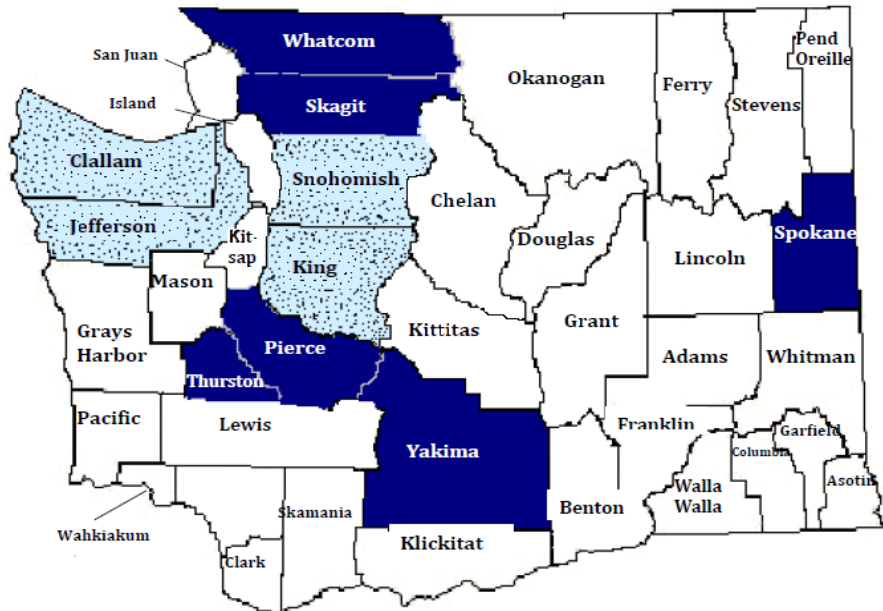 Whatcom
San Juan
Pend
Oreille
Okanogan
Ferry
Stevens
Island
Skagit
Clallam
Snohomish
Chelan
Jefferson
Kit-
sap
Douglas
Spokane
King
Lincoln
Mason
Grays
Harbor
Kittitas
Grant
Pierce
Adams
Whitman
Thurston
Pacific
Lewis
Franklin
Garfield
Yakima
Columbia
Walla
Walla
Asotin
Benton
Skamania
Wahkiakum
Klickitat
Clark